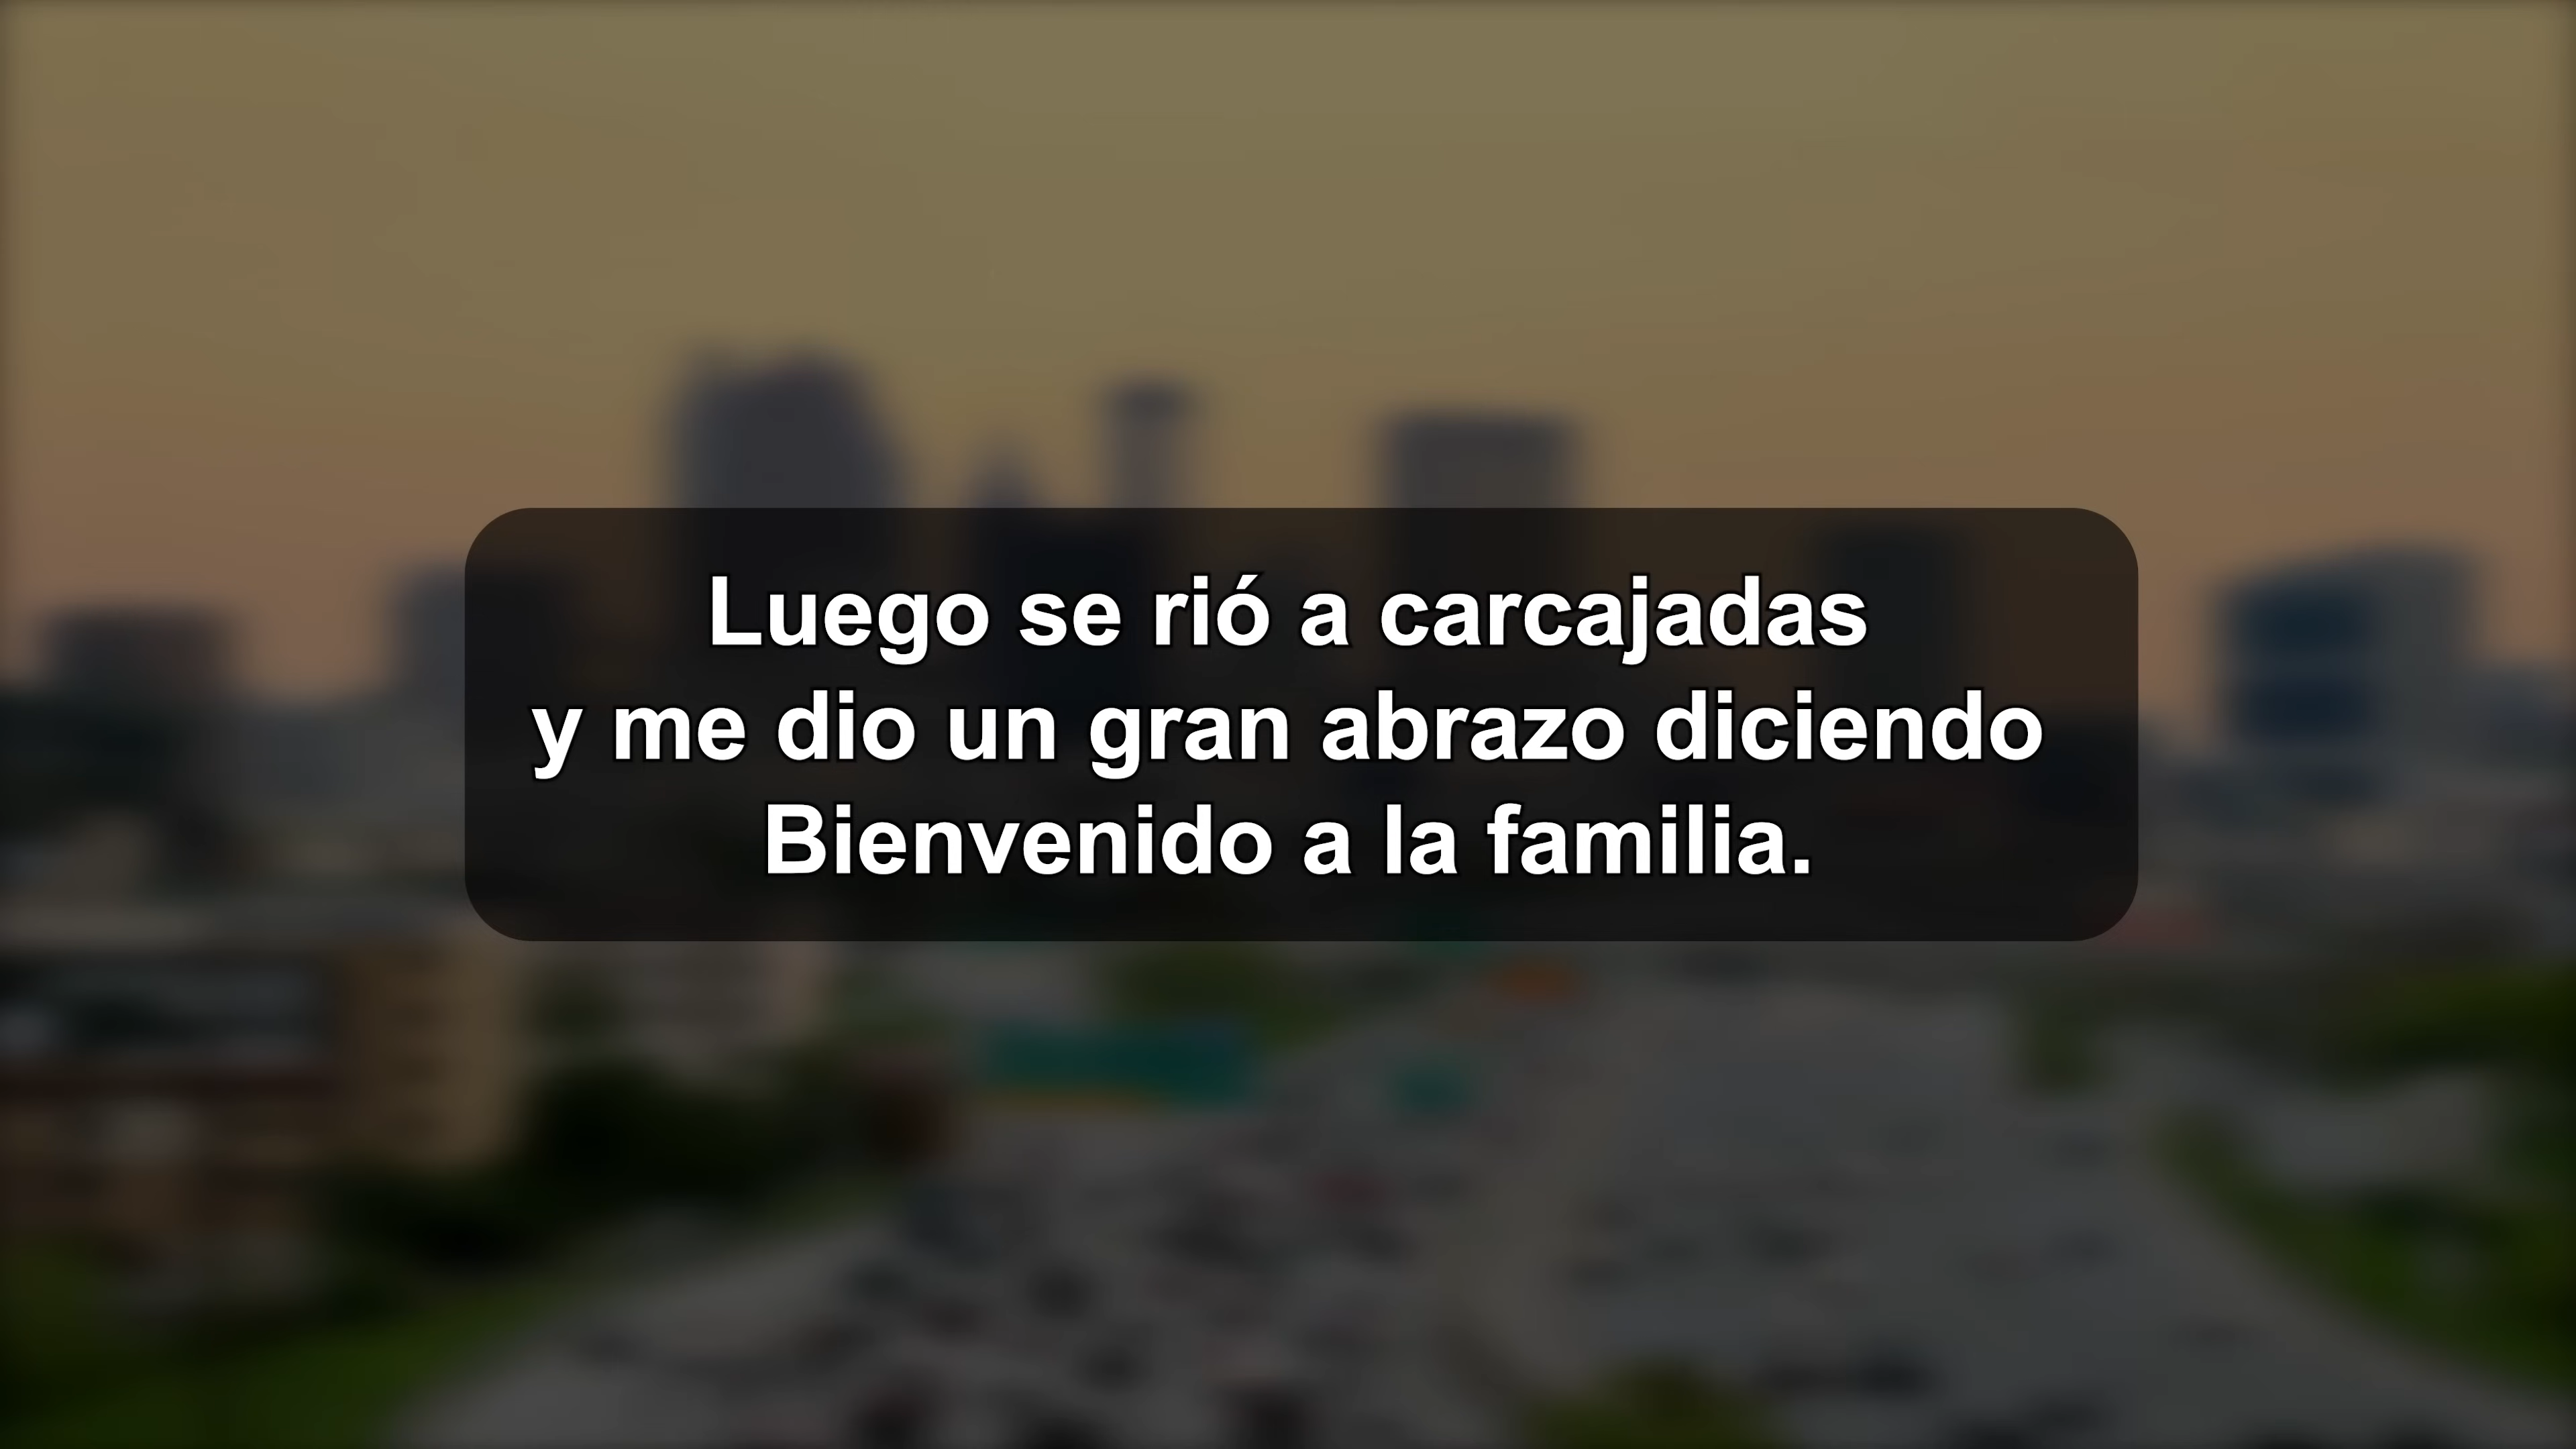 Luego se rió a carcajadas
y me dio un gran abrazo diciendo
Bienvenido a la familia.